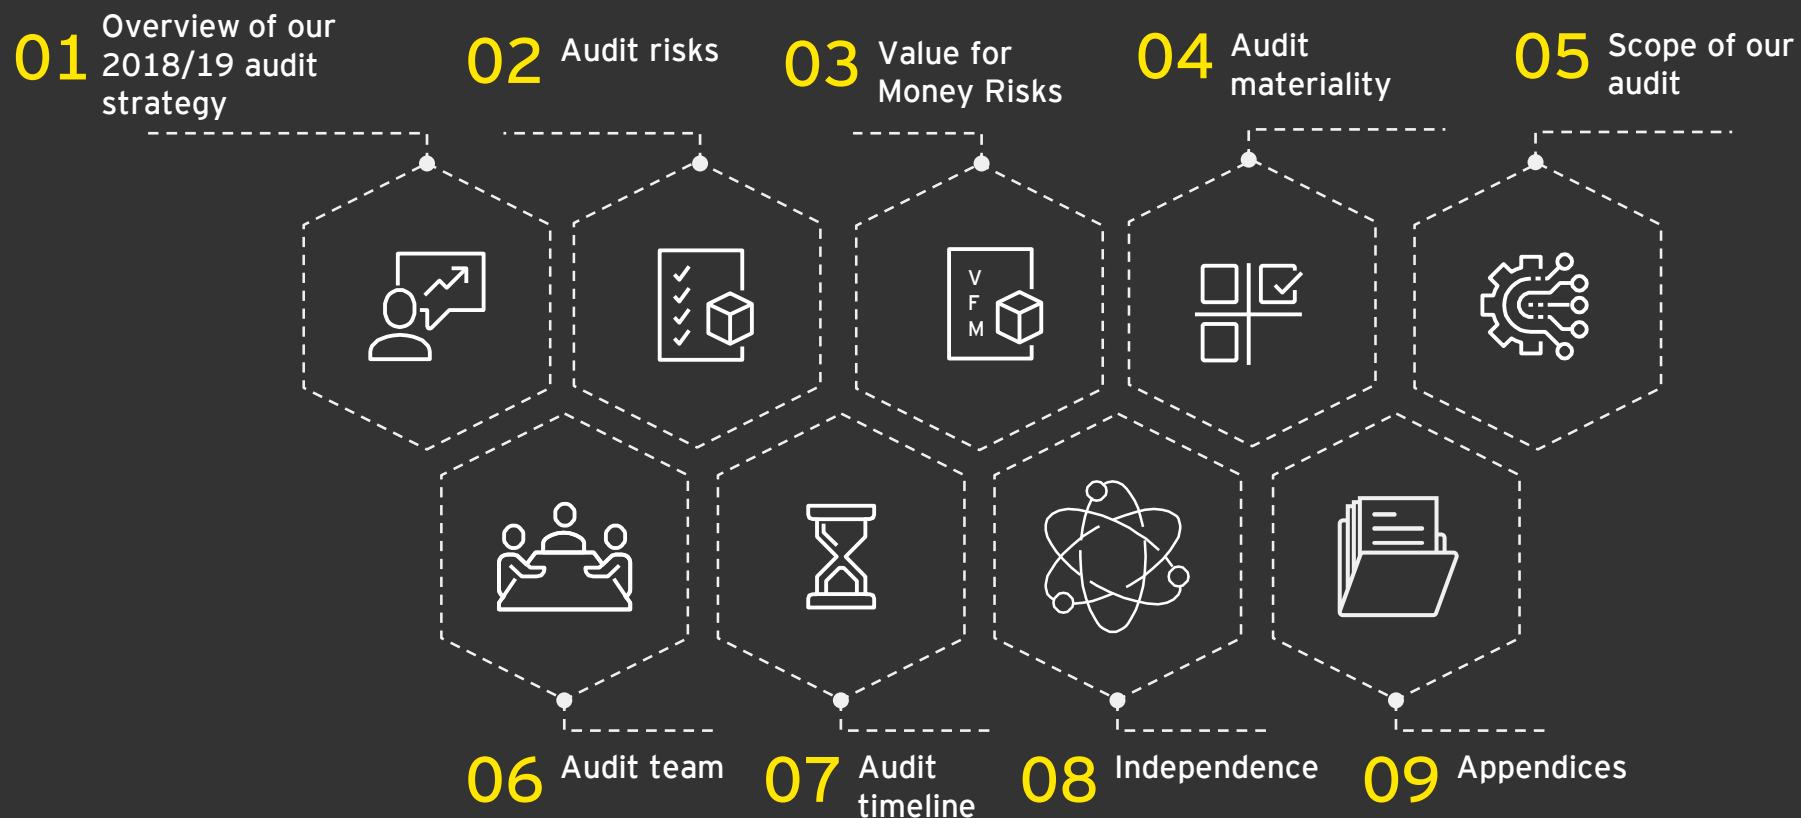 01 Overview of our
2018/19 audit
strategy
02 Audit risks
03 Value for
Money Risks
04 Audit
materiality
05 Scope of our
audit
V
F
M
06 Audit team
07 Audit
timeline
08 Independence
09 Appendices